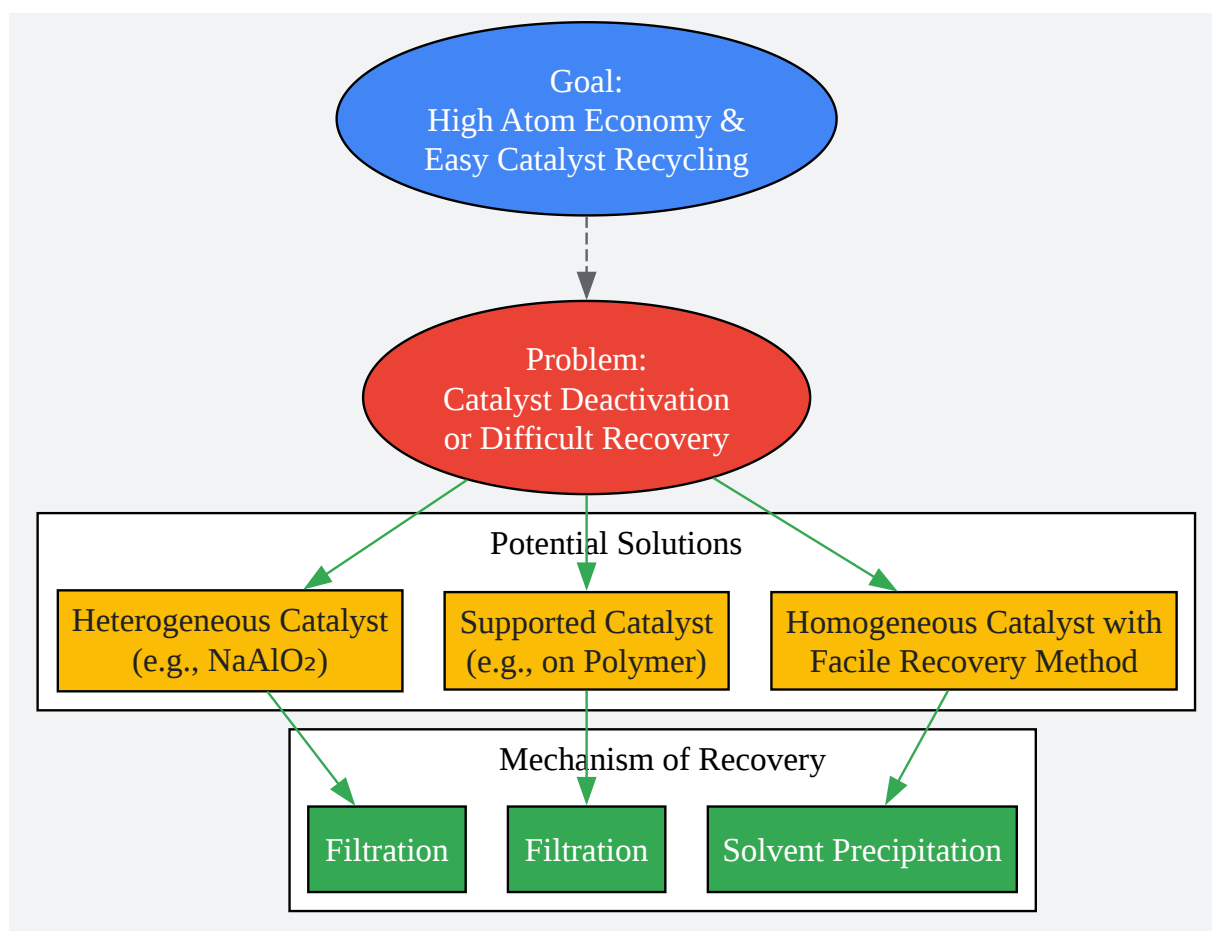 Goal:
High Atom Economy &
Easy Catalyst Recycling
Problem:
Catalyst Deactivation
or Difficult Recovery
Potential Solutions
Heterogeneous Catalyst
(e.g., NaAlO₂)
Supported Catalyst
(e.g., on Polymer)
Homogeneous Catalyst with
Facile Recovery Method
Mechanism of Recovery
Filtration
Filtration
Solvent Precipitation